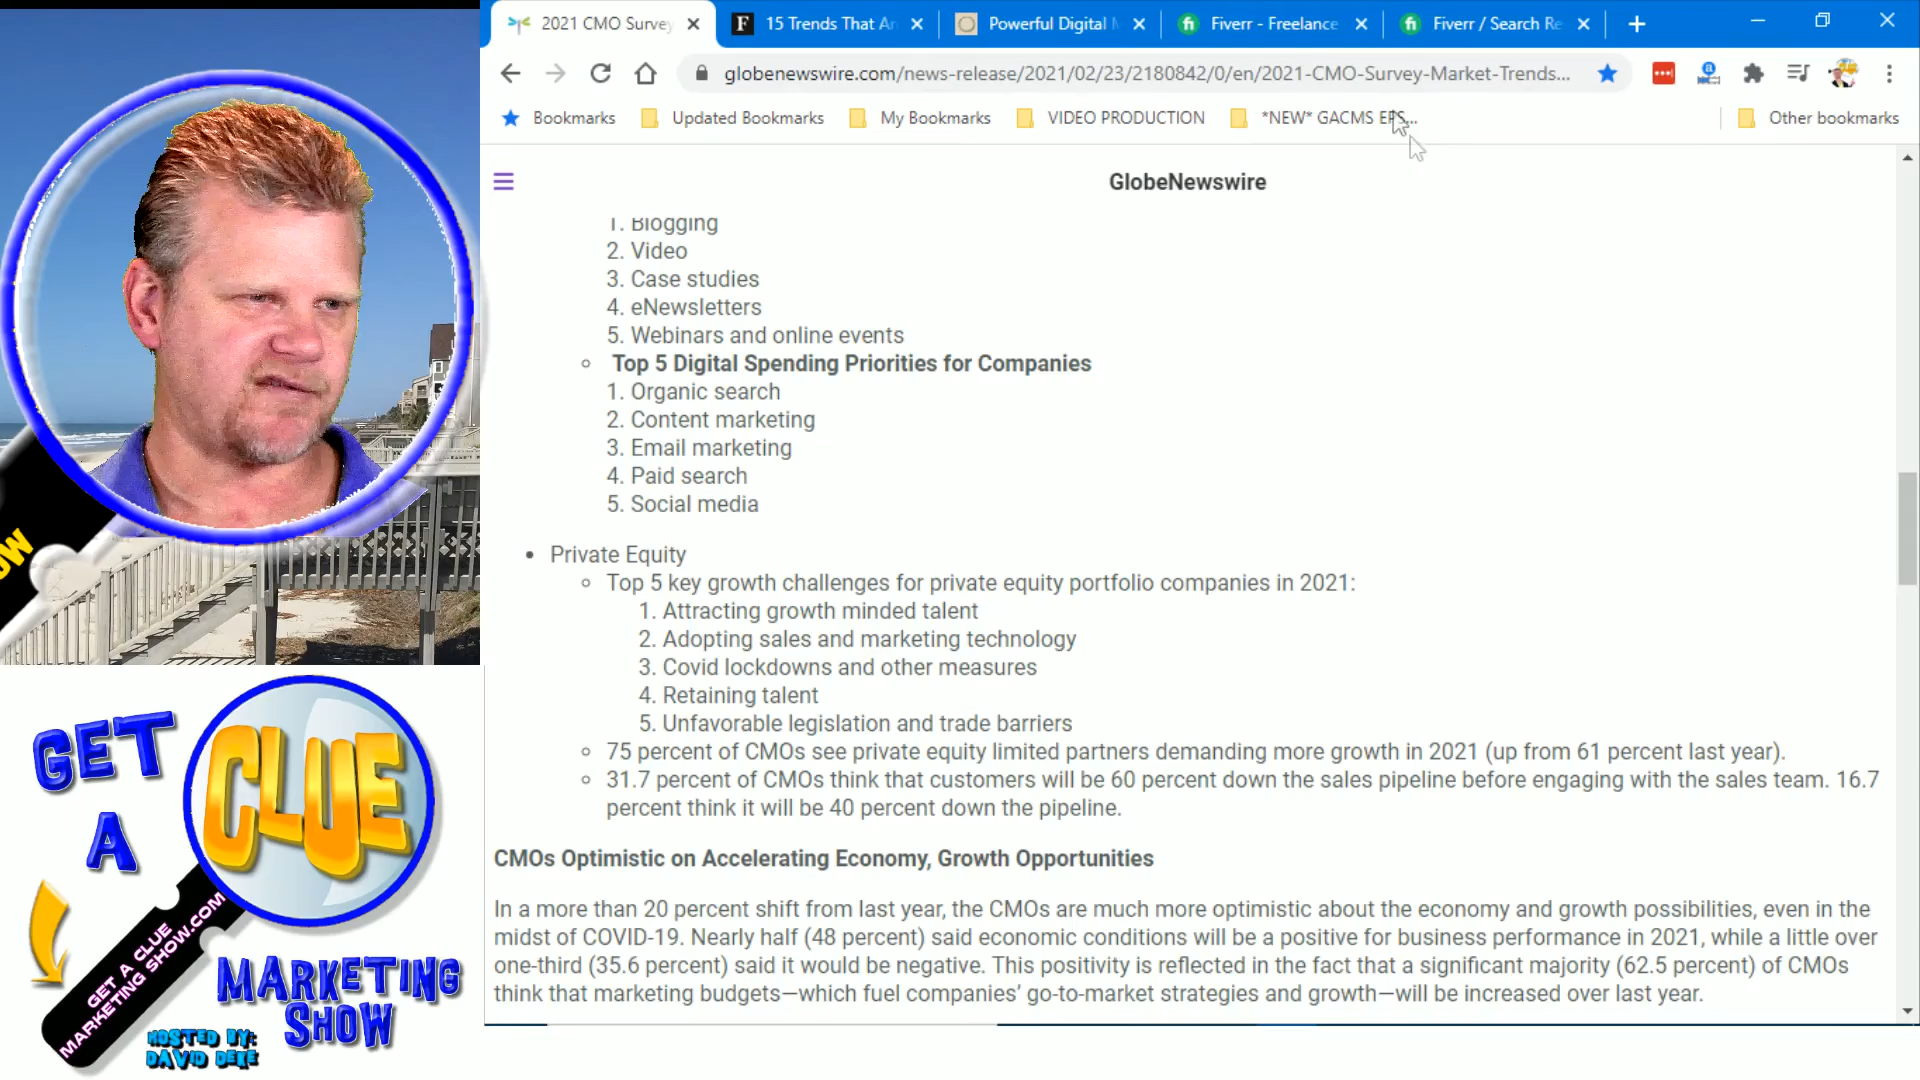 2021 CMO Survey
15 Trends That Ar
Powerful Digital M
Fiverr - Freelance
Fiverr / Search Re
globenewswire.com/news-release/2021/02/23/2180842/0/en/2021-CMO-Survey-Market-Trends...
Bookmarks
Updated Bookmarks
My Bookmarks
VIDEO PRODUCTION
*NEW* GACMS EPS...
Other bookmarks
GlobeNewswire
1. Blogging
2. Video
3. Case studies
4. eNewsletters
5. Webinars and online events
Top 5 Digital Spending Priorities for Companies
1. Organic search
2. Content marketing
3. Email marketing
4. Paid search
5. Social media
Private Equity
Top 5 key growth challenges for private equity portfolio companies in 2021:
1. Attracting growth minded talent
2. Adopting sales and marketing technology
3. Covid lockdowns and other measures
4. Retaining talent
5. Unfavorable legislation and trade barriers
75 percent of CMOs see private equity limited partners demanding more growth in 2021 (up from 61 percent last year).
31.7 percent of CMOs think that customers will be 60 percent down the sales pipeline before engaging with the sales team. 16.7
percent think it will be 40 percent down the pipeline.
CMOs Optimistic on Accelerating Economy, Growth Opportunities
In a more than 20 percent shift from last year, the CMOs are much more optimistic about the economy and growth possibilities, even in the
midst of COVID-19. Nearly half (48 percent) said economic conditions will be a positive for business performance in 2021, while a little over
one-third (35.6 percent) said it would be negative. This positivity is reflected in the fact that a significant majority (62.5 percent) of CMOs
think that marketing budgets—which fuel companies' go-to-market strategies and growth—will be increased over last year.
OW
GET
A
CLUE
GET A CLUE
MARKETING SHOW.COM
MARKETING
SHOW
HOSTED BY:
DAVID DEKE